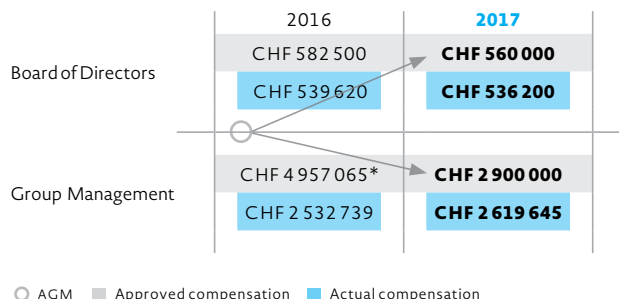 2016 2017
CHF 582 500 CHF 560 000
Board of Directors
CHF 539 620 CHF 536 200
CHF 4 957 065* CHF 2 900 000
Group Management
CHF 2 532 739 CHF 2 619 645
AGM Approved compensation Actual compensation